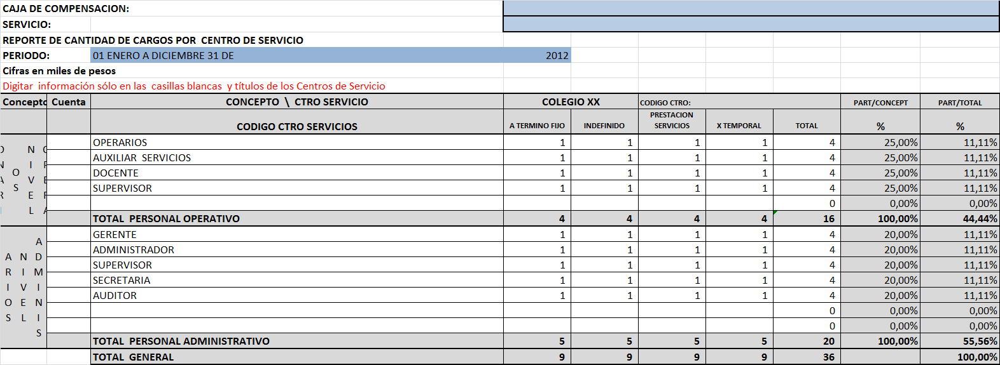 CAJA DE COMPENSACION:
SERVICIO:
REPORTE DE CANTIDAD DE CARGOS POR  CENTRO DE SERVICIO
PERIODO: 01 ENERO A DICIEMBRE 31 DE 2012
Cifras en miles de pesos
Digitar  información sólo en las  casillas blancas  y títulos de los Centros de Servicio
Concepto Cuenta CONCEPTO  \  CTRO SERVICIO COLEGIO XX CODIGO CTRO: PART/CONCEPT PART/TOTAL
CODIGO CTRO SERVICIOS A TERMINO FIJO INDEFINIDO PRESTACION SERVICIOS X TEMPORAL TOTAL % %
OPERARIOS 1 1 1 1 4 25,00% 11,11%
AUXILIAR  SERVICIOS 1 1 1 1 4 25,00% 11,11%
DOCENTE 1 1 1 1 4 25,00% 11,11%
SUPERVISOR 1 1 1 1 4 25,00% 11,11%
0 0,00% 0,00%
TOTAL  PERSONAL OPERATIVO 4 4 4 4 16 100,00% 44,44%
GERENTE 1 1 1 1 4 20,00% 11,11%
ADMINISTRADOR 1 1 1 1 4 20,00% 11,11%
SUPERVISOR 1 1 1 1 4 20,00% 11,11%
SECRETARIA 1 1 1 1 4 20,00% 11,11%
AUDITOR 1 1 1 1 4 20,00% 11,11%
0 0,00% 0,00%
0 0,00% 0,00%
TOTAL  PERSONAL ADMINISTRATIVO 5 5 5 5 20 100,00% 55,56%
TOTAL  GENERAL 9 9 9 9 36 100,00%